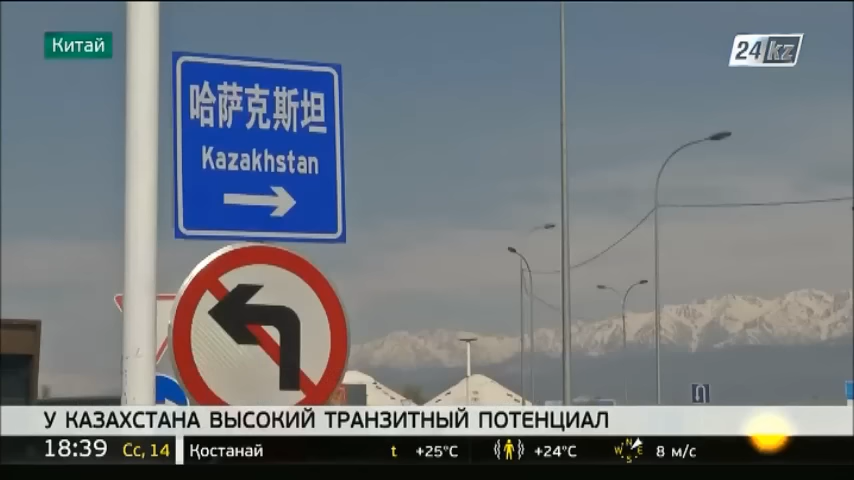 Китай
24kz
哈萨克斯坦
Kazakhstan
У КАЗАХСТАНА ВЫСОКИЙ ТРАНЗИТНЫЙ ПОТЕНЦИАЛ
18:39 Сс, 14 Қостанай t +25°C +24°C W N E S 8 м/с